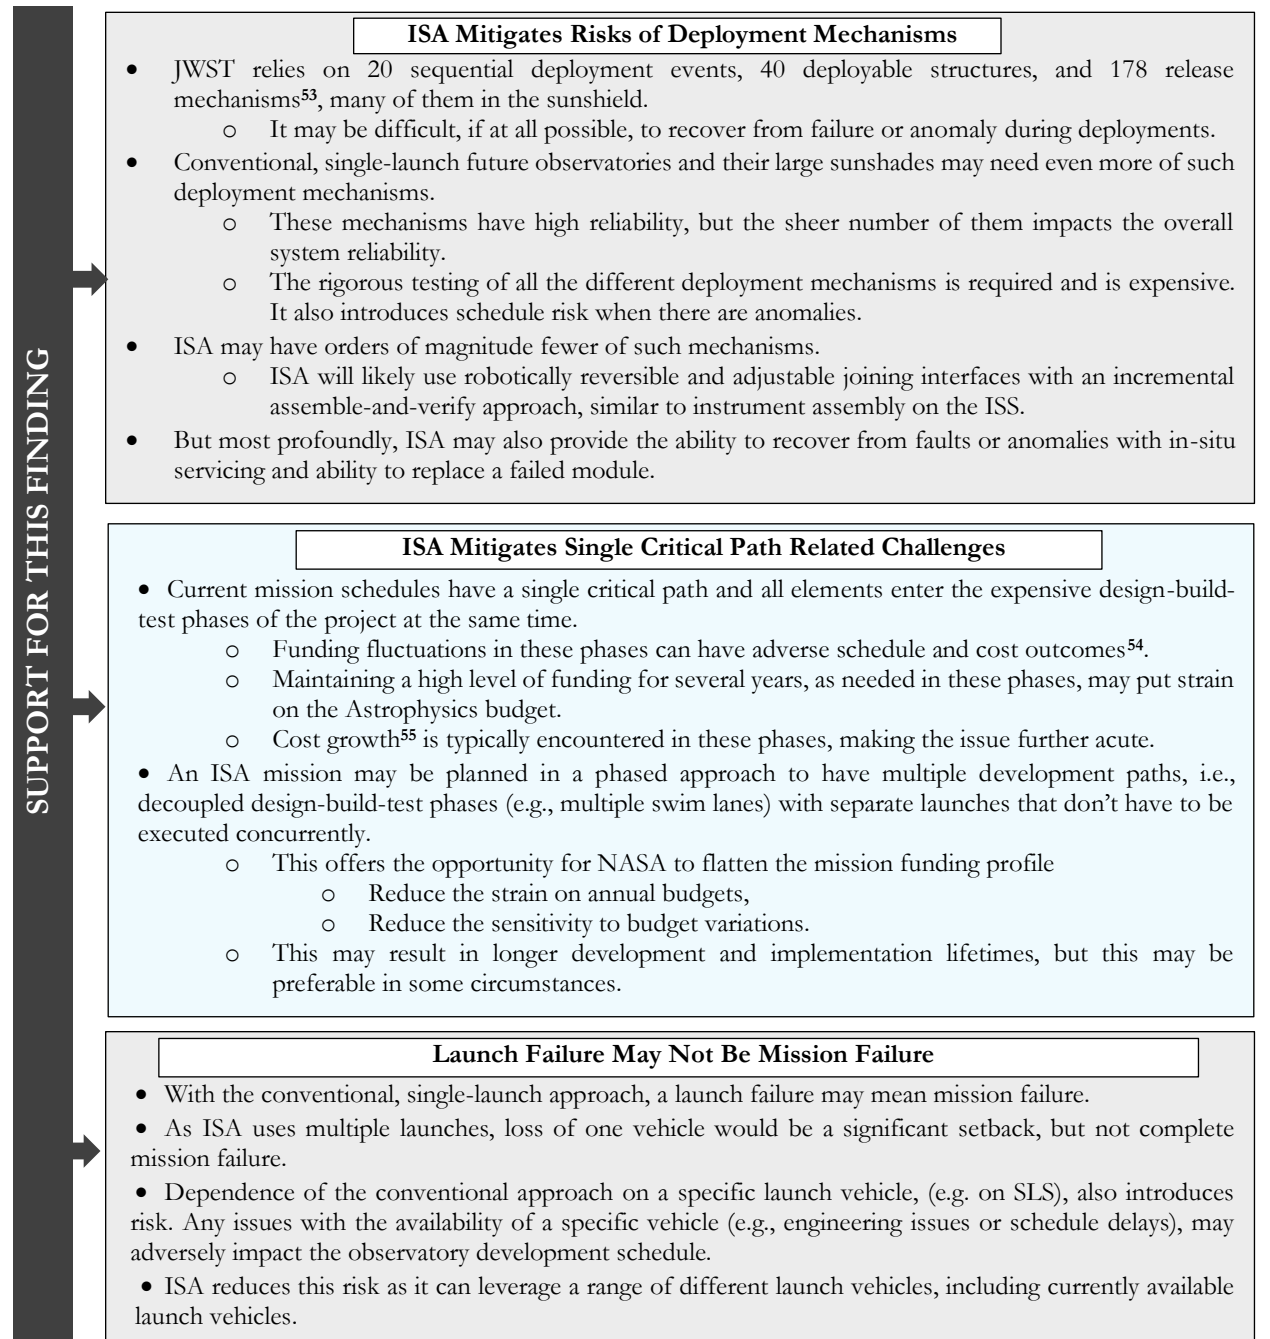 SUPPORT FOR THIS FINDING
ISA Mitigates Risks of Deployment Mechanisms
• JWST relies on 20 sequential deployment events, 40 deployable structures, and 178 release
mechanisms53, many of them in the sunshield.
o It may be difficult, if at all possible, to recover from failure or anomaly during deployments.
• Conventional, single-launch future observatories and their large sunshades may need even more of such
deployment mechanisms.
o These mechanisms have high reliability, but the sheer number of them impacts the overall
system reliability.
o The rigorous testing of all the different deployment mechanisms is required and is expensive.
It also introduces schedule risk when there are anomalies.
• ISA may have orders of magnitude fewer of such mechanisms.
o ISA will likely use robotically reversible and adjustable joining interfaces with an incremental
assemble-and-verify approach, similar to instrument assembly on the ISS.
• But most profoundly, ISA may also provide the ability to recover from faults or anomalies with in-situ
servicing and ability to replace a failed module.
ISA Mitigates Single Critical Path Related Challenges
• Current mission schedules have a single critical path and all elements enter the expensive design-build-
test phases of the project at the same time.
o Funding fluctuations in these phases can have adverse schedule and cost outcomes54.
o Maintaining a high level of funding for several years, as needed in these phases, may put strain
on the Astrophysics budget.
o Cost growth55 is typically encountered in these phases, making the issue further acute.
• An ISA mission may be planned in a phased approach to have multiple development paths, i.e.,
decoupled design-build-test phases (e.g., multiple swim lanes) with separate launches that don't have to be
executed concurrently.
o This offers the opportunity for NASA to flatten the mission funding profile
o Reduce the strain on annual budgets,
o Reduce the sensitivity to budget variations.
o This may result in longer development and implementation lifetimes, but this may be
preferable in some circumstances.
Launch Failure May Not Be Mission Failure
• With the conventional, single-launch approach, a launch failure may mean mission failure.
• As ISA uses multiple launches, loss of one vehicle would be a significant setback, but not complete
mission failure.
• Dependence of the conventional approach on a specific launch vehicle, (e.g. on SLS), also introduces
risk. Any issues with the availability of a specific vehicle (e.g., engineering issues or schedule delays), may
adversely impact the observatory development schedule.
• ISA reduces this risk as it can leverage a range of different launch vehicles, including currently available
launch vehicles.